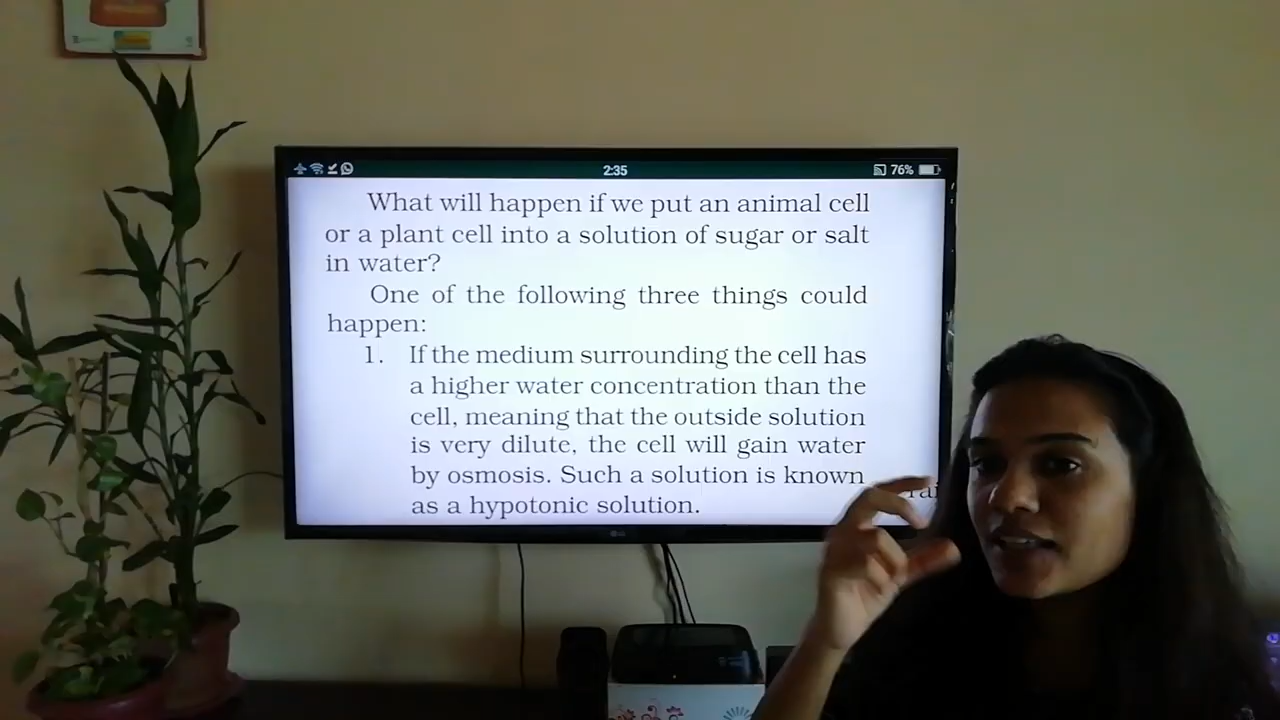 2:35
76%
What will happen if we put an animal cell
or a plant cell into a solution of sugar or salt
in water?
One of the following three things could
happen:
1. If the medium surrounding the cell has
a higher water concentration than the
cell, meaning that the outside solution
is very dilute, the cell will gain water
by osmosis. Such a solution is known
as a hypotonic solution.